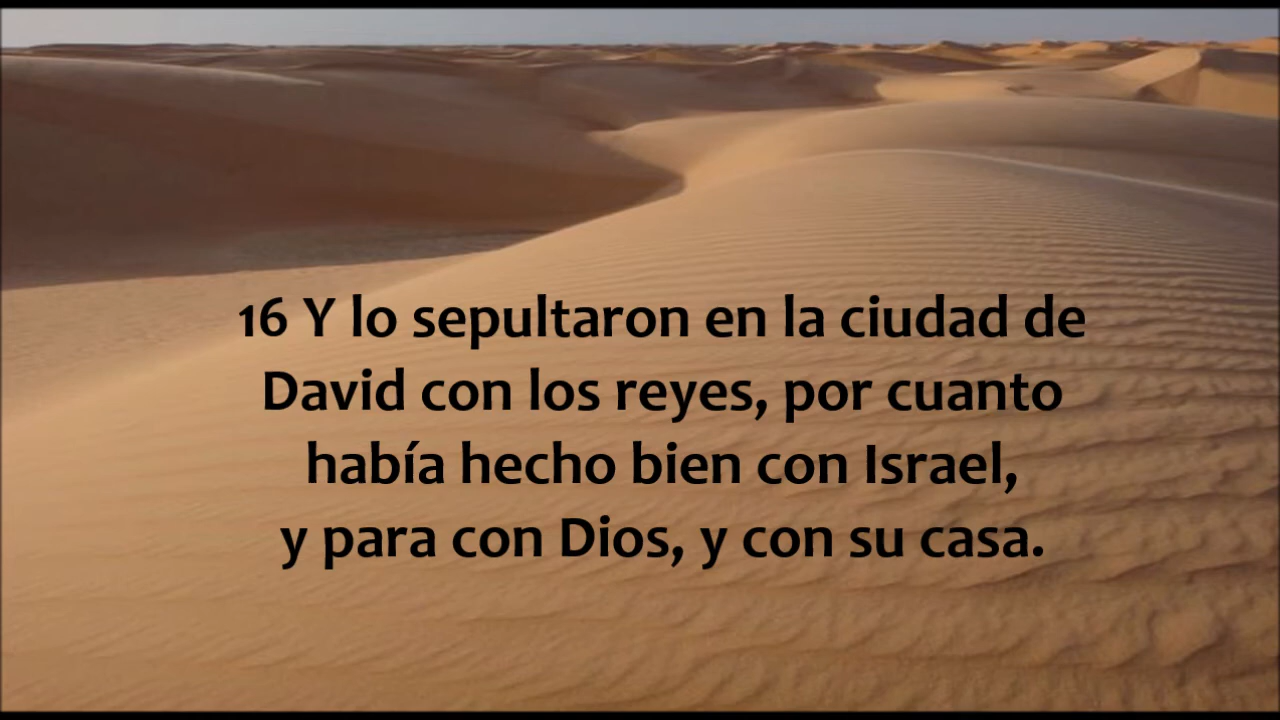 16 Y lo sepultaron en la ciudad de
David con los reyes, por cuanto
había hecho bien con Israel,
y para con Dios, y con su casa.